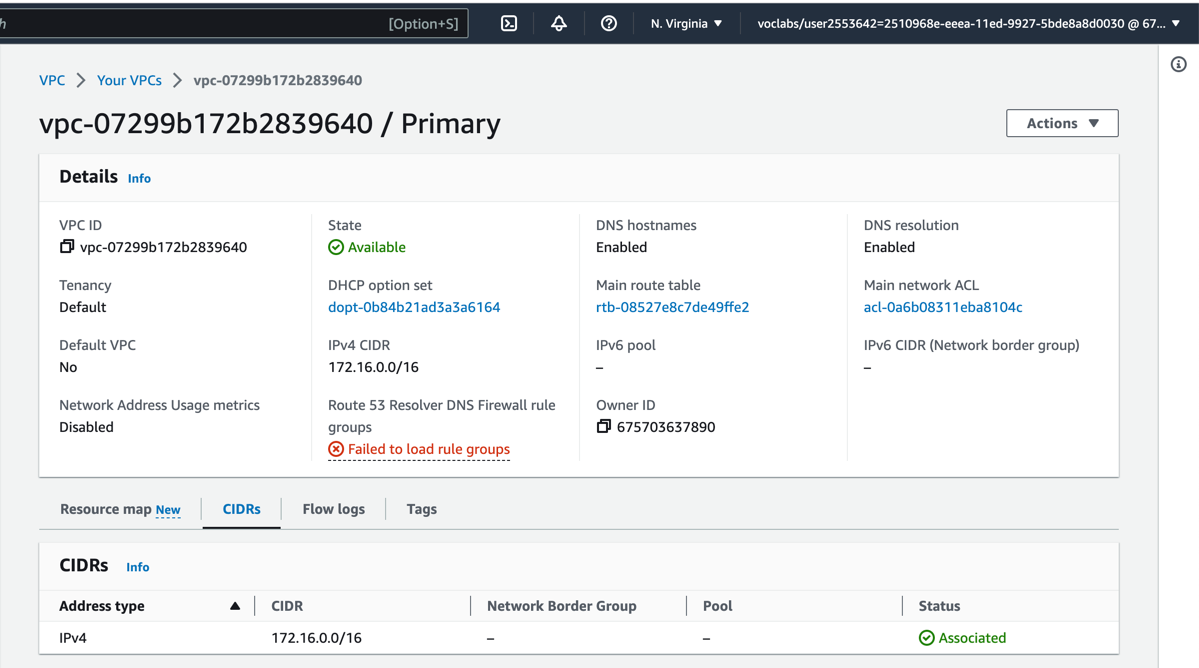 h [Option+S] N. Virginia ▼ voclabs/user2553642=2510968e-eeea-11ed-9927-5bde8a8d0030 @ 67... ▼
VPC > Your VPCs > vpc-07299b172b2839640
vpc-07299b172b2839640 / Primary
Actions ▼
Details Info
VPC ID
vpc-07299b172b2839640
State
Available
DNS hostnames
Enabled
DNS resolution
Enabled
Tenancy
Default
DHCP option set
dopt-0b84b21ad3a3a6164
Main route table
rtb-08527e8c7de49ffe2
Main network ACL
acl-0a6b08311eba8104c
Default VPC
No
IPv4 CIDR
172.16.0.0/16
IPv6 pool
–
IPv6 CIDR (Network border group)
–
Network Address Usage metrics
Disabled
Route 53 Resolver DNS Firewall rule
groups
Failed to load rule groups
Owner ID
675703637890
Resource map New CIDRs Flow logs Tags
CIDRs Info
Address type ▲ CIDR Network Border Group Pool Status
IPv4 172.16.0.0/16 – – Associated